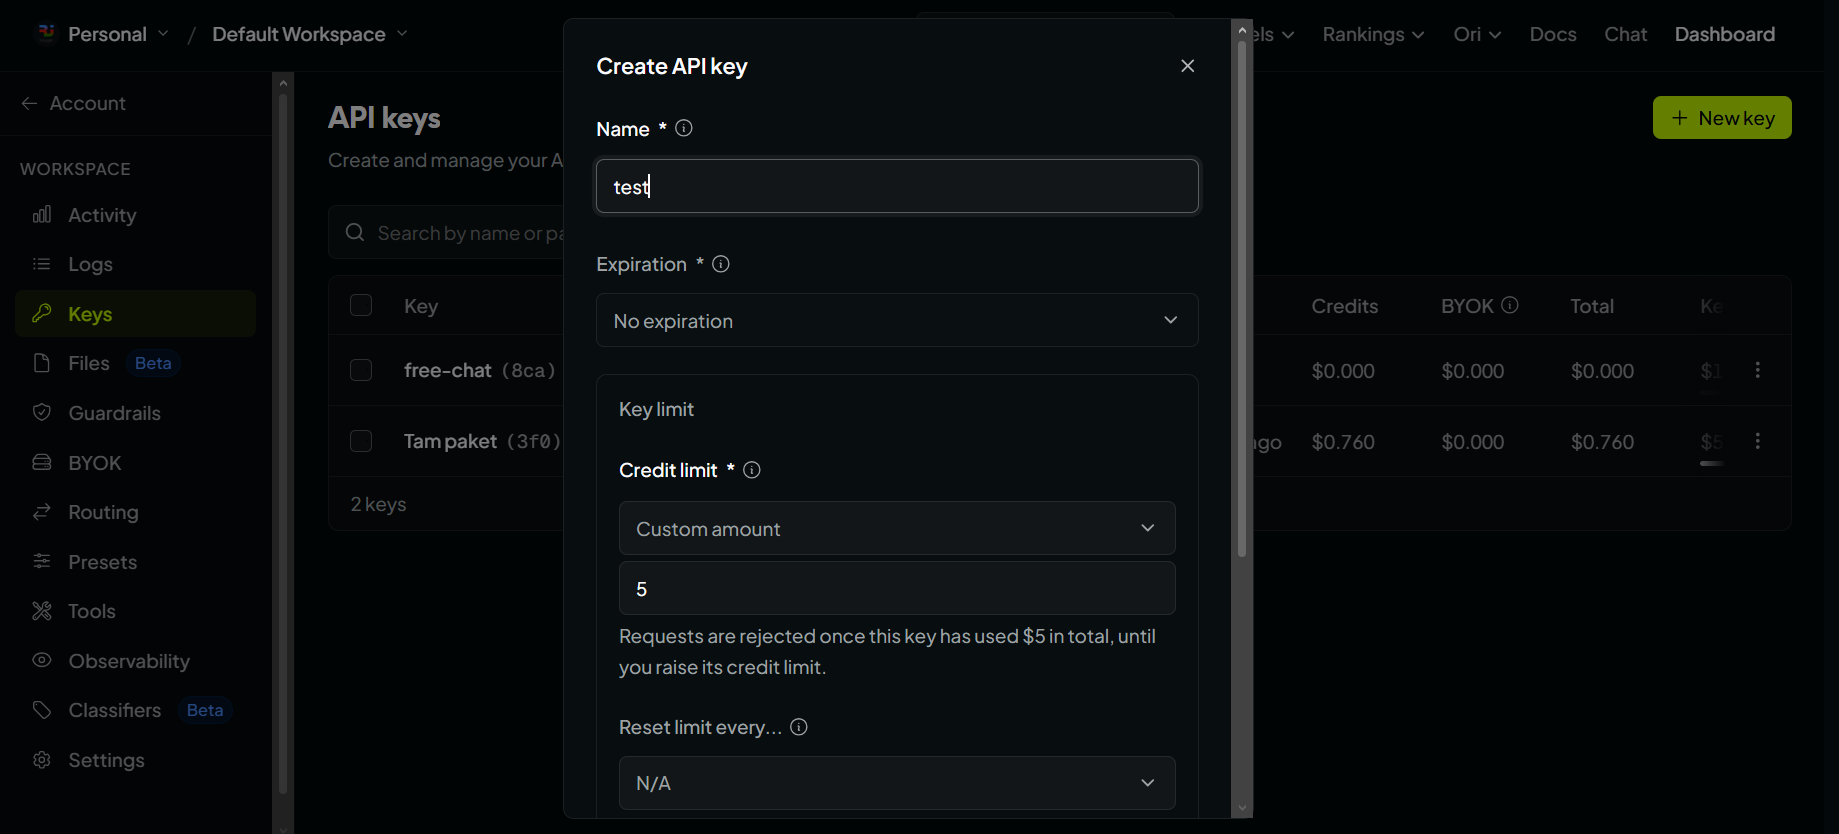 Personal / Default Workspace
Rankings Ori Docs Chat Dashboard
Account
WORKSPACE
Activity
Logs
Keys
Files Beta
Guardrails
BYOK
Routing
Presets
Tools
Observability
Classifiers Beta
Settings
API keys
Create and manage your A
New key
Search by name or pa
Key Credits BYOK Total Ke
free-chat (8ca) $0.000 $0.000 $0.000 $1
Tam paket (3f0) ago $0.760 $0.000 $0.760 $5
2 keys
Create API key
Name *
test
Expiration *
No expiration
Key limit
Credit limit *
Custom amount
5
Requests are rejected once this key has used $5 in total, until
you raise its credit limit.
Reset limit every...
N/A